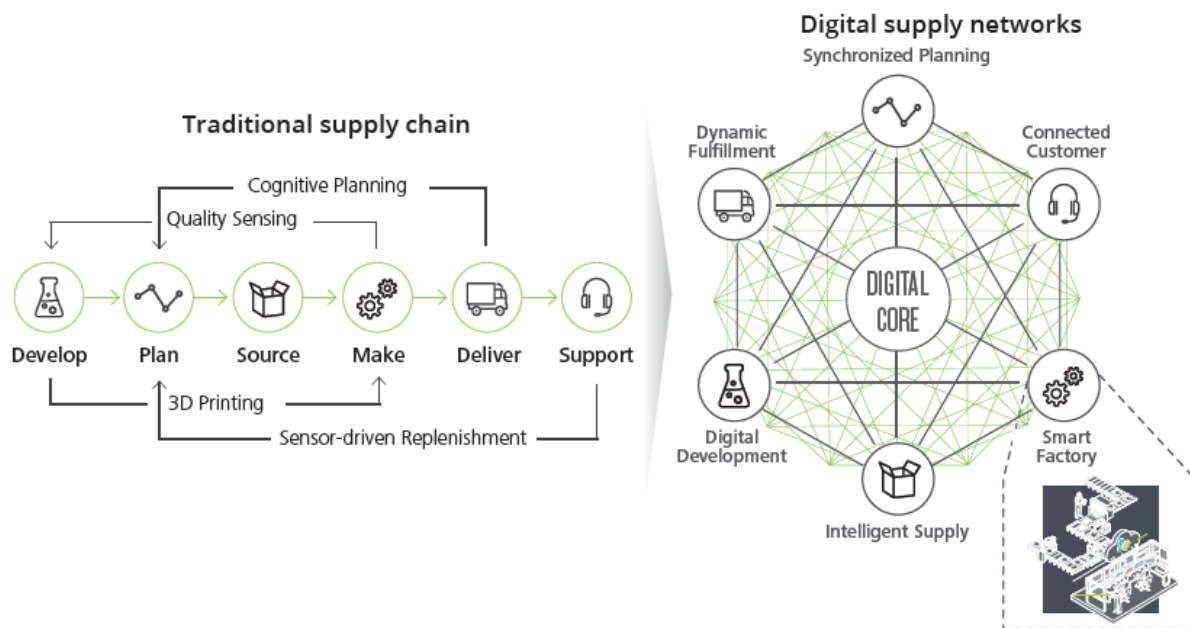 Traditional supply chain
Cognitive Planning
Quality Sensing
Develop
Plan
Source
Make
Deliver
Support
3D Printing
Sensor-driven Replenishment
Digital supply networks
Synchronized Planning
Dynamic
Fulfillment
Connected
Customer
DIGITAL
CORE
Digital
Development
Smart
Factory
Intelligent Supply